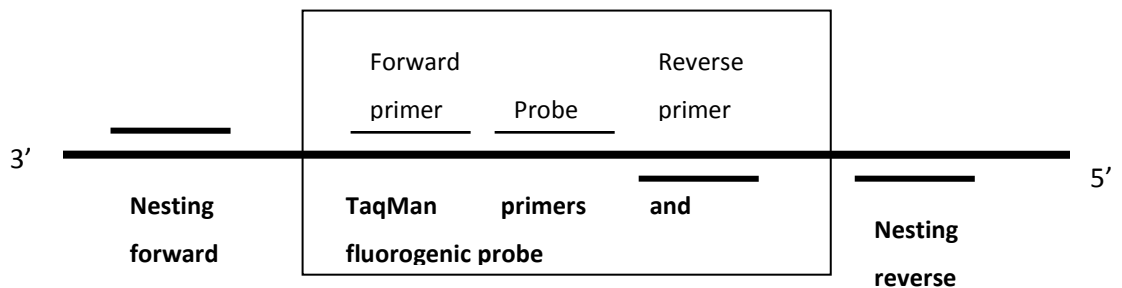 Forward
primer
Probe
Reverse
primer
3’
5’
Nesting
forward
TaqMan primers and
fluorogenic probe
Nesting
reverse